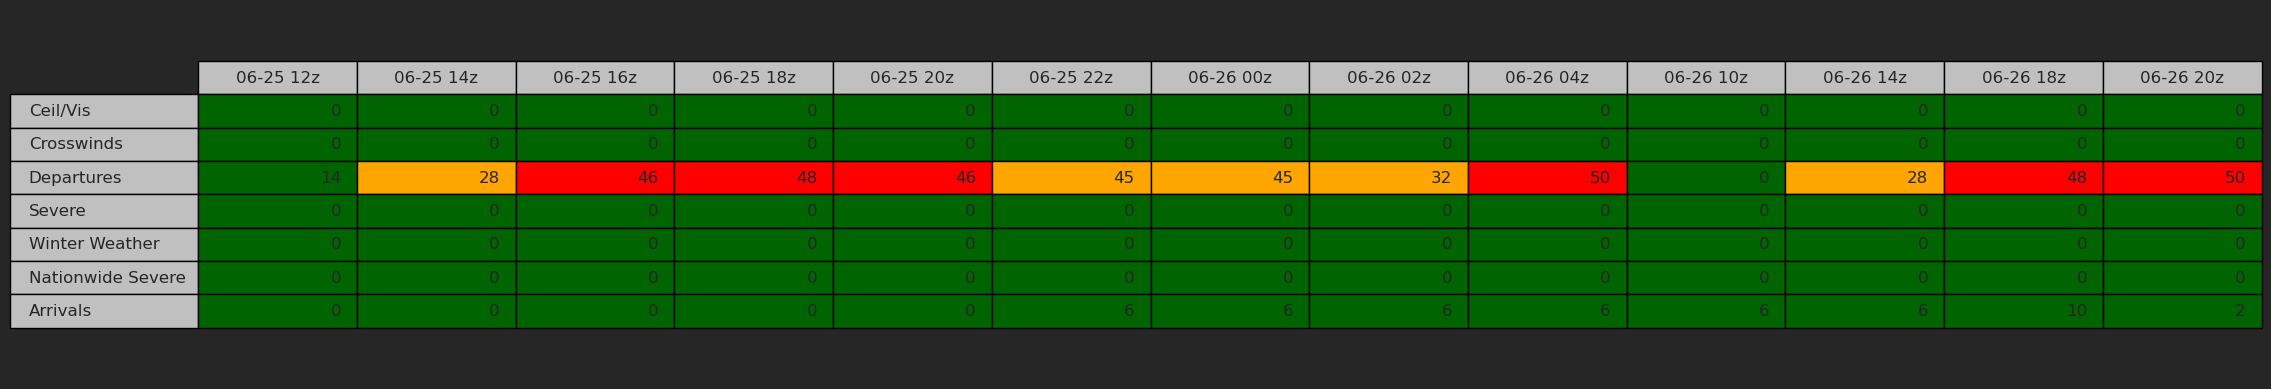 06-25 12z 06-25 14z 06-25 16z 06-25 18z 06-25 20z 06-25 22z 06-26 00z 06-26 02z 06-26 04z 06-26 10z 06-26 14z 06-26 18z 06-26 20z
Ceil/Vis 0 0 0 0 0 0 0 0 0 0 0 0 0
Crosswinds 0 0 0 0 0 0 0 0 0 0 0 0 0
Departures 14 28 46 48 46 45 45 32 50 0 28 48 50
Severe 0 0 0 0 0 0 0 0 0 0 0 0 0
Winter Weather 0 0 0 0 0 0 0 0 0 0 0 0 0
Nationwide Severe 0 0 0 0 0 0 0 0 0 0 0 0 0
Arrivals 0 0 0 0 0 6 6 6 6 6 6 10 2